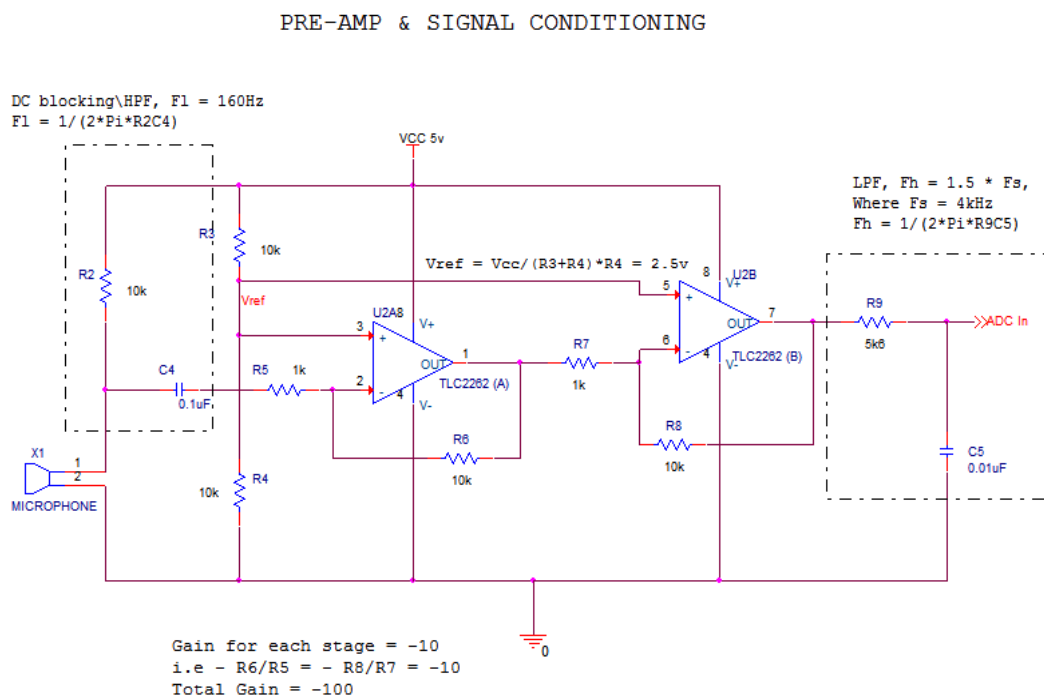 PRE-AMP & SIGNAL CONDITIONING
DC blocking\HPF, Fl = 160Hz
Fl = 1/(2*Pi*R2C4)
VCC 5v
LPF, Fh = 1.5 * Fs,
Where Fs = 4kHz
Fh = 1/(2*Pi*R9C5)
R3
10k
R2
10k
Vref = Vcc/(R3+R4)*R4 = 2.5v
Vref
8
U2B
V+
5
+
OUT
7
6
-
4
V-
TLC2262 (B)
R9
5k6
ADC In
U2A8
V+
3
+
OUT
1
2
-
4
V-
TLC2262 (A)
R7
1k
C4
0.1uF
R5
1k
R6
10k
R8
10k
C5
0.01uF
X1
1
2
MICROPHONE
R4
10k
0
Gain for each stage = -10
i.e - R6/R5 = - R8/R7 = -10
Total Gain = -100